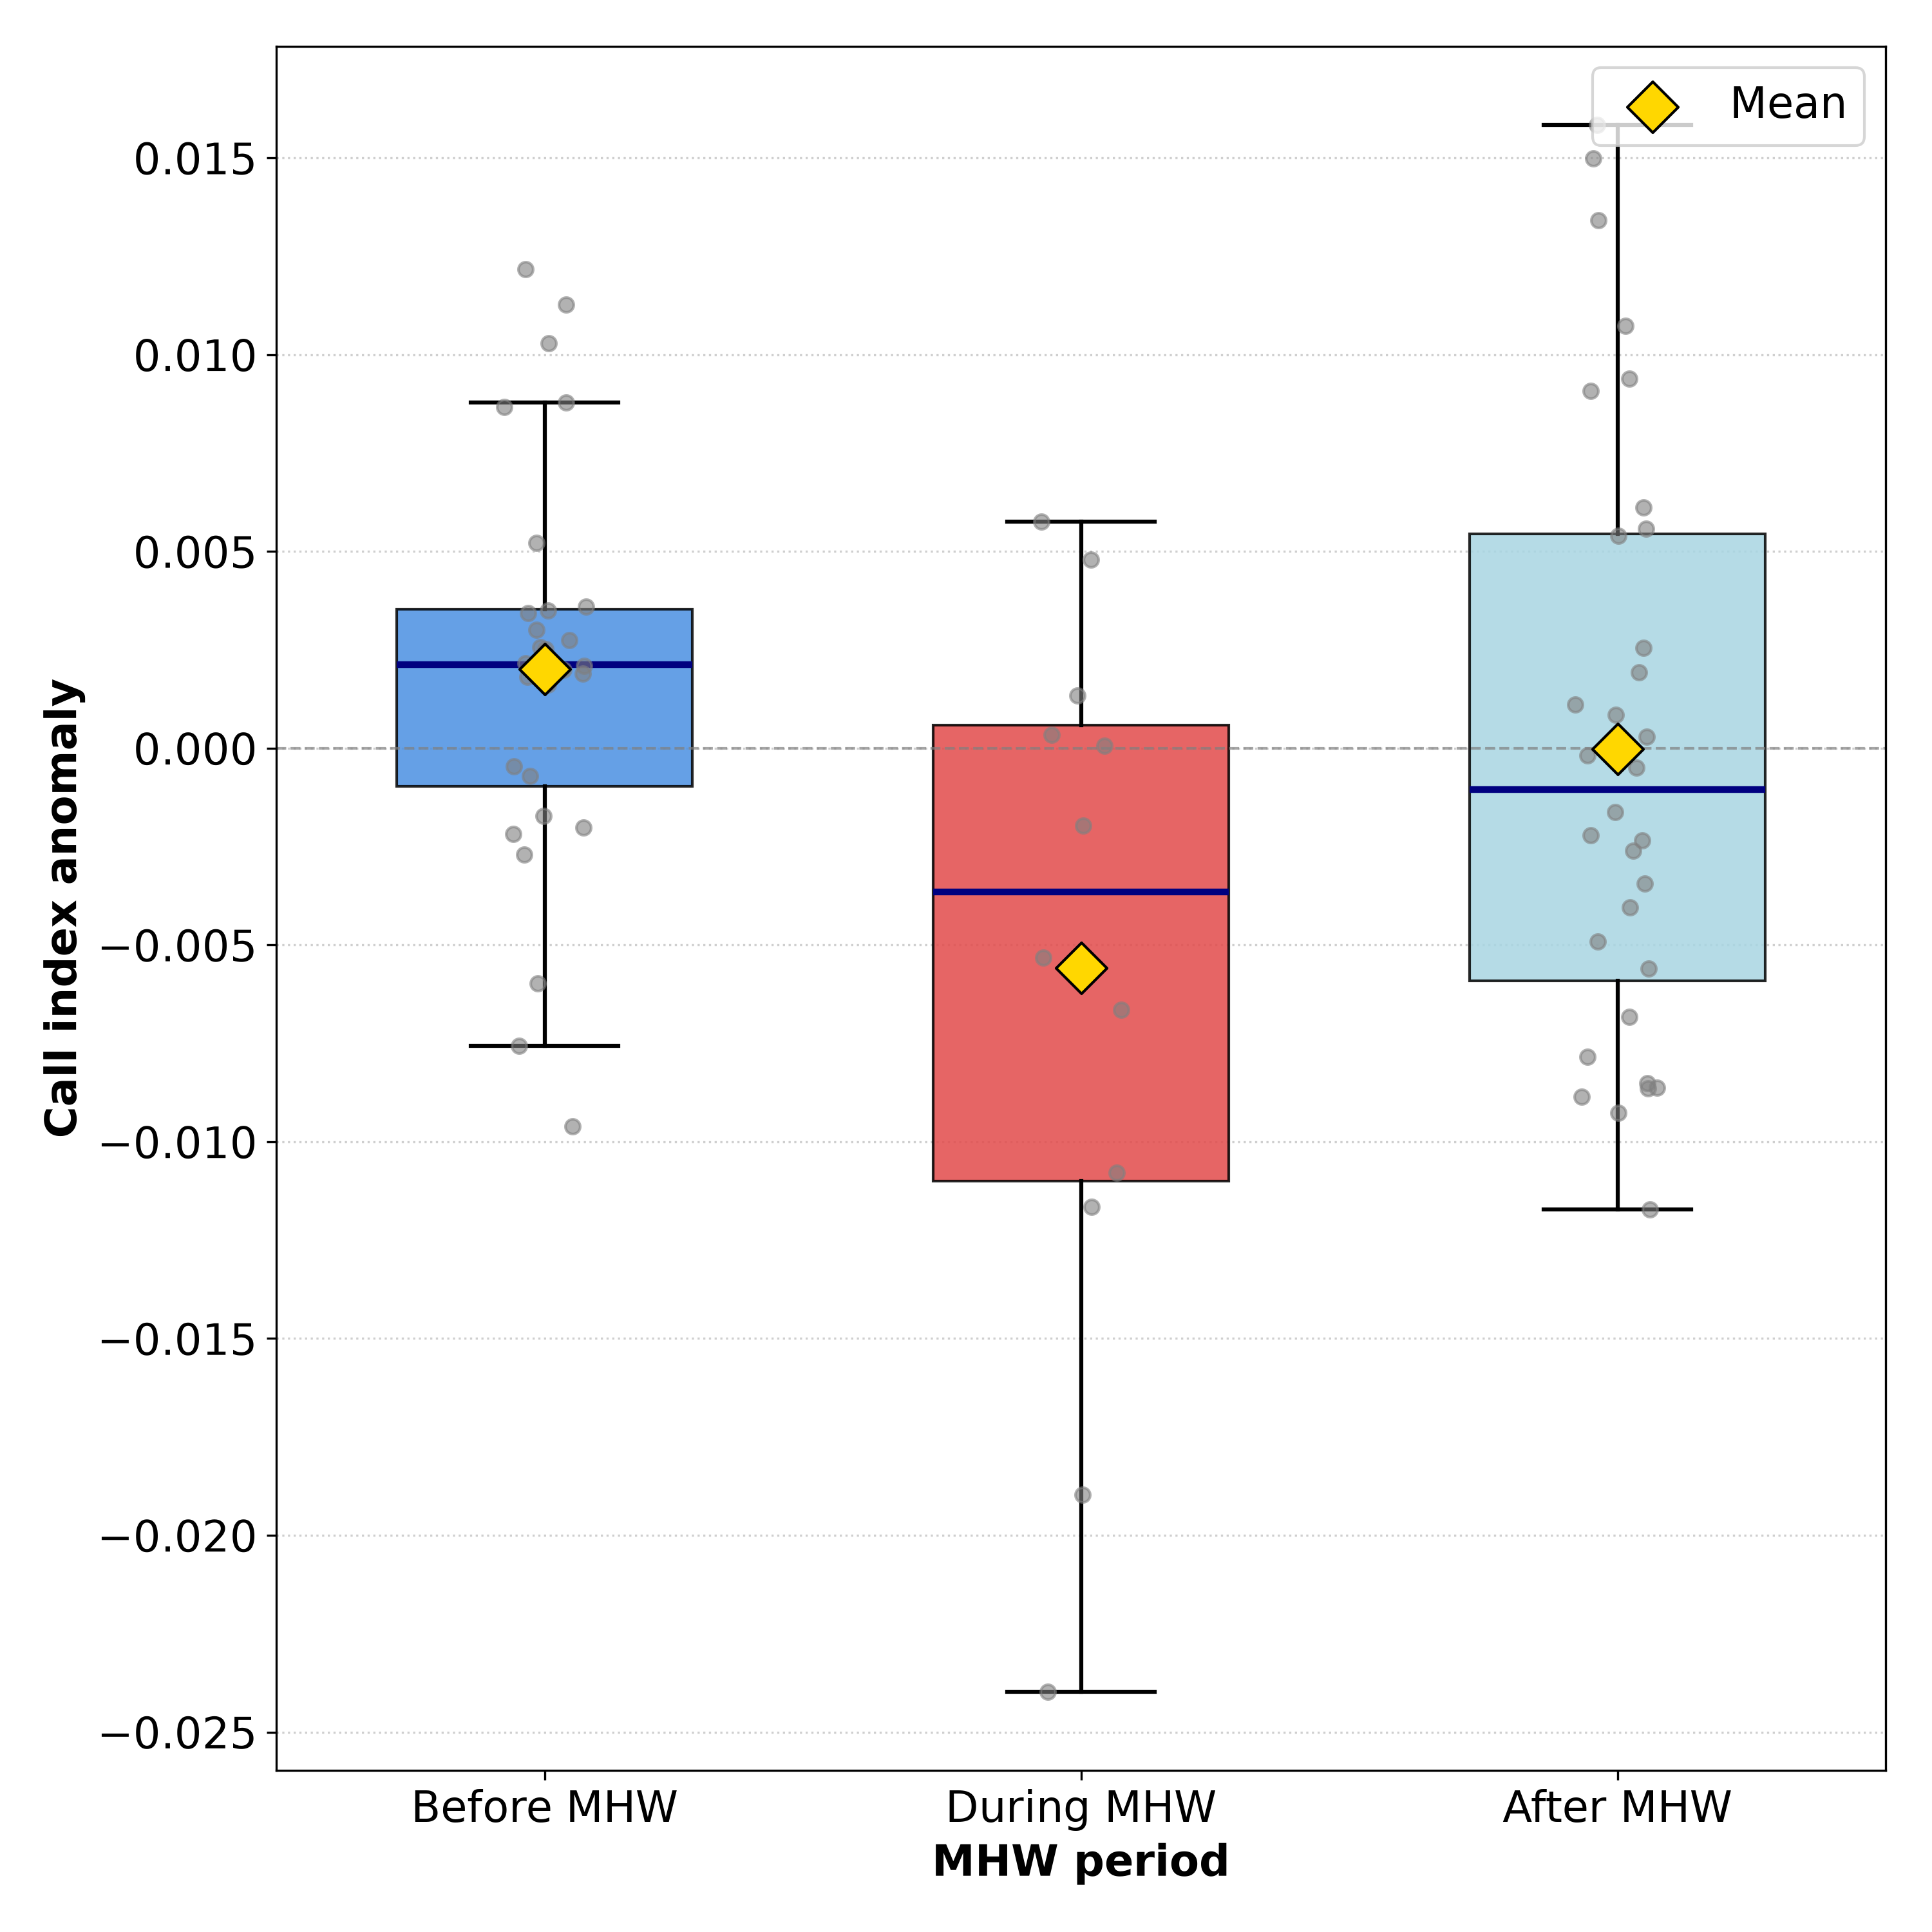 Mean
0.015
0.010
0.005
0.000
−0.005
−0.010
−0.015
−0.020
−0.025
Call index anomaly
Before MHW
During MHW
After MHW
MHW period